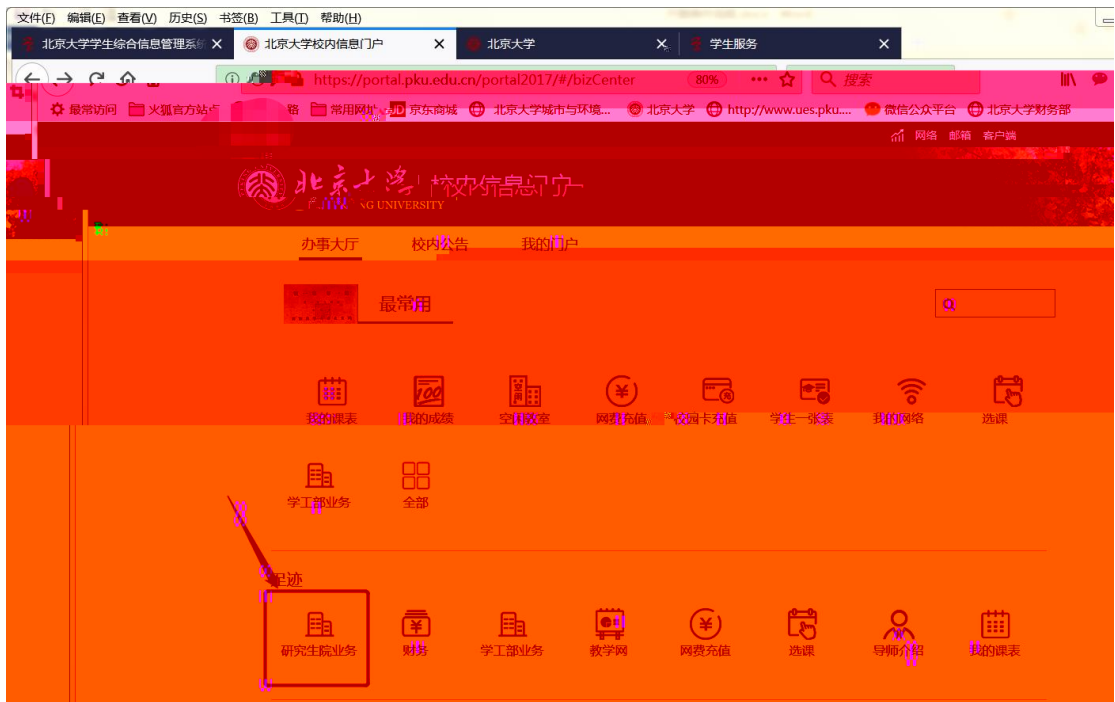 文件(F) 编辑(E) 查看(V) 历史(S) 书签(B) 工具(T) 帮助(H)
北京大学学生综合信息管理系统 北京大学校内信息门户 北京大学 学生服务
https://portal.pku.edu.cn/portal2017/#/bizCenter 80% 搜索
最常访问 火狐官方站点 常用网址 JD 京东商城 北京大学城市与环境... 北京大学 http://www.ues.pku.... 微信公众平台 北京大学财务部
网络 邮箱 客户端
北京大学 校内信息门户
UNIVERSITY
办事大厅 校内公告 我的门户
最常用
我的课表 我的成绩 空闲教室 网费充值 校园卡充值 学生一张表 我的网络 选课
学工部业务 全部
足迹
研究生院业务 财务 学工部业务 教学网 网费充值 选课 导师介绍 我的课表